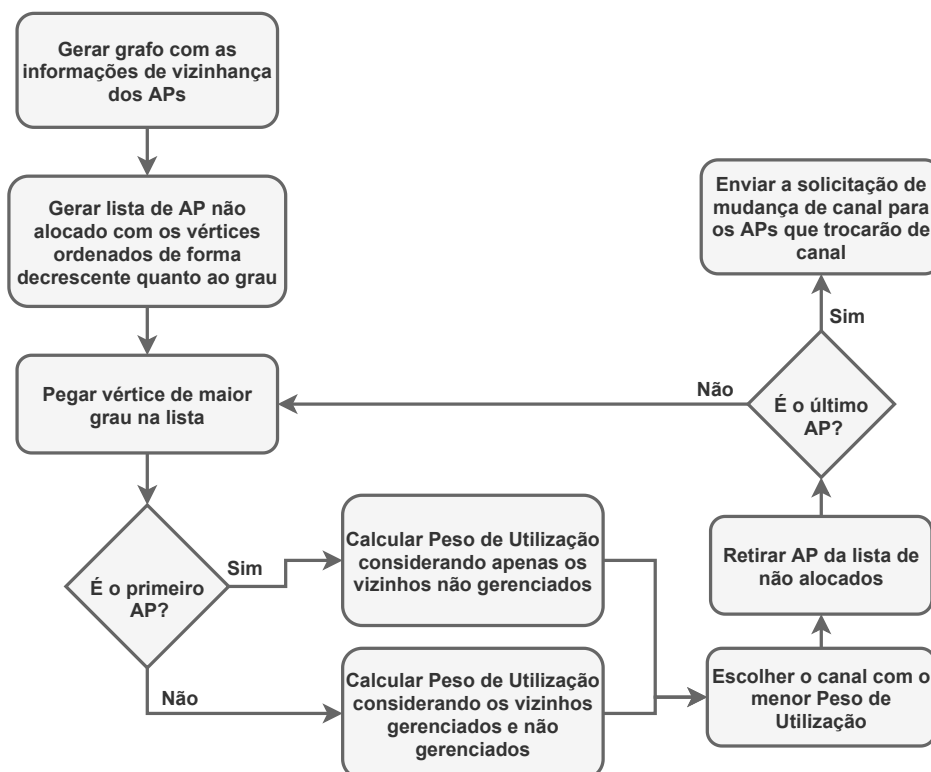 Gerar grafo com as
informações de vizinhança
dos APs
Gerar lista de AP não
alocado com os vértices
ordenados de forma
decrescente quanto ao grau
Pegar vértice de maior
grau na lista
É o primeiro
AP?
Sim
Não
Calcular Peso de Utilização
considerando apenas os
vizinhos não gerenciados
Calcular Peso de Utilização
considerando os vizinhos
gerenciados e não
gerenciados
Escolher o canal com o
menor Peso de
Utilização
Retirar AP da lista de
não alocados
É o último
AP?
Não
Sim
Enviar a solicitação de
mudança de canal para
os APs que trocarão de
canal